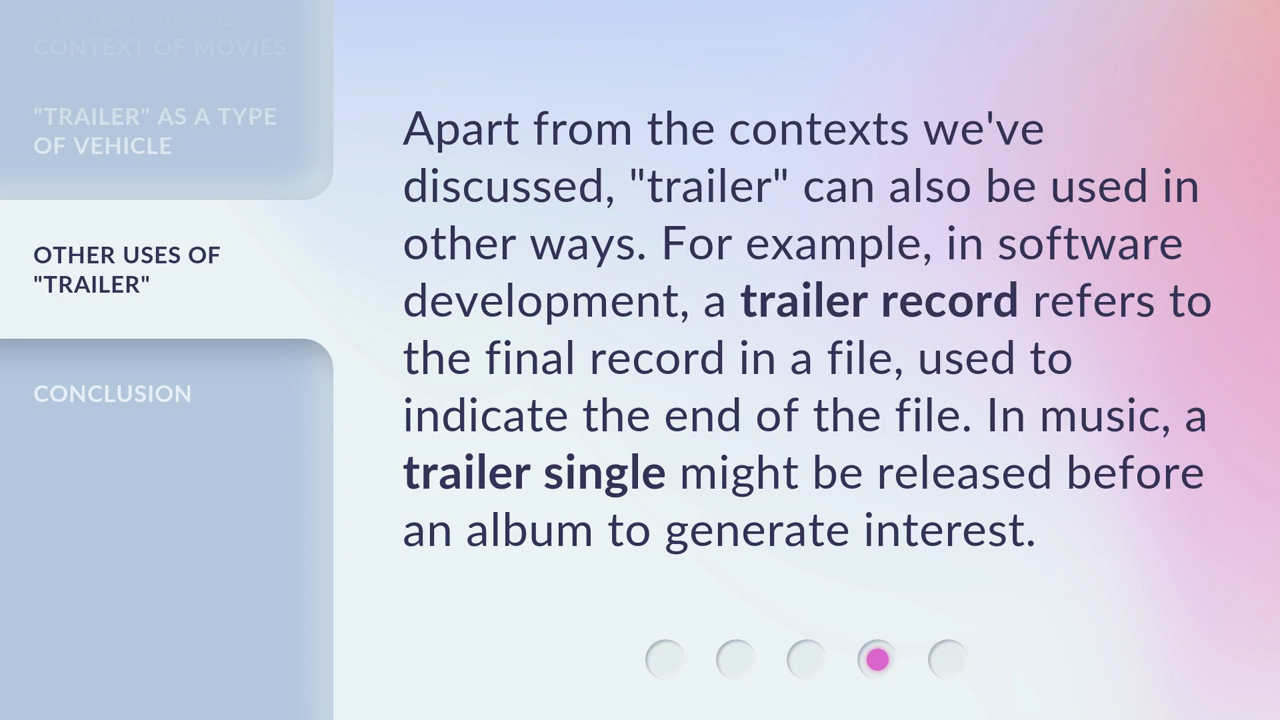 "TRAILER" IN THE
CONTEXT OF MOVIES
"TRAILER" AS A TYPE
OF VEHICLE
OTHER USES OF
"TRAILER"
CONCLUSION
Apart from the contexts we've
discussed, "trailer" can also be used in
other ways. For example, in software
development, a trailer record refers to
the final record in a file, used to
indicate the end of the file. In music, a
trailer single might be released before
an album to generate interest.